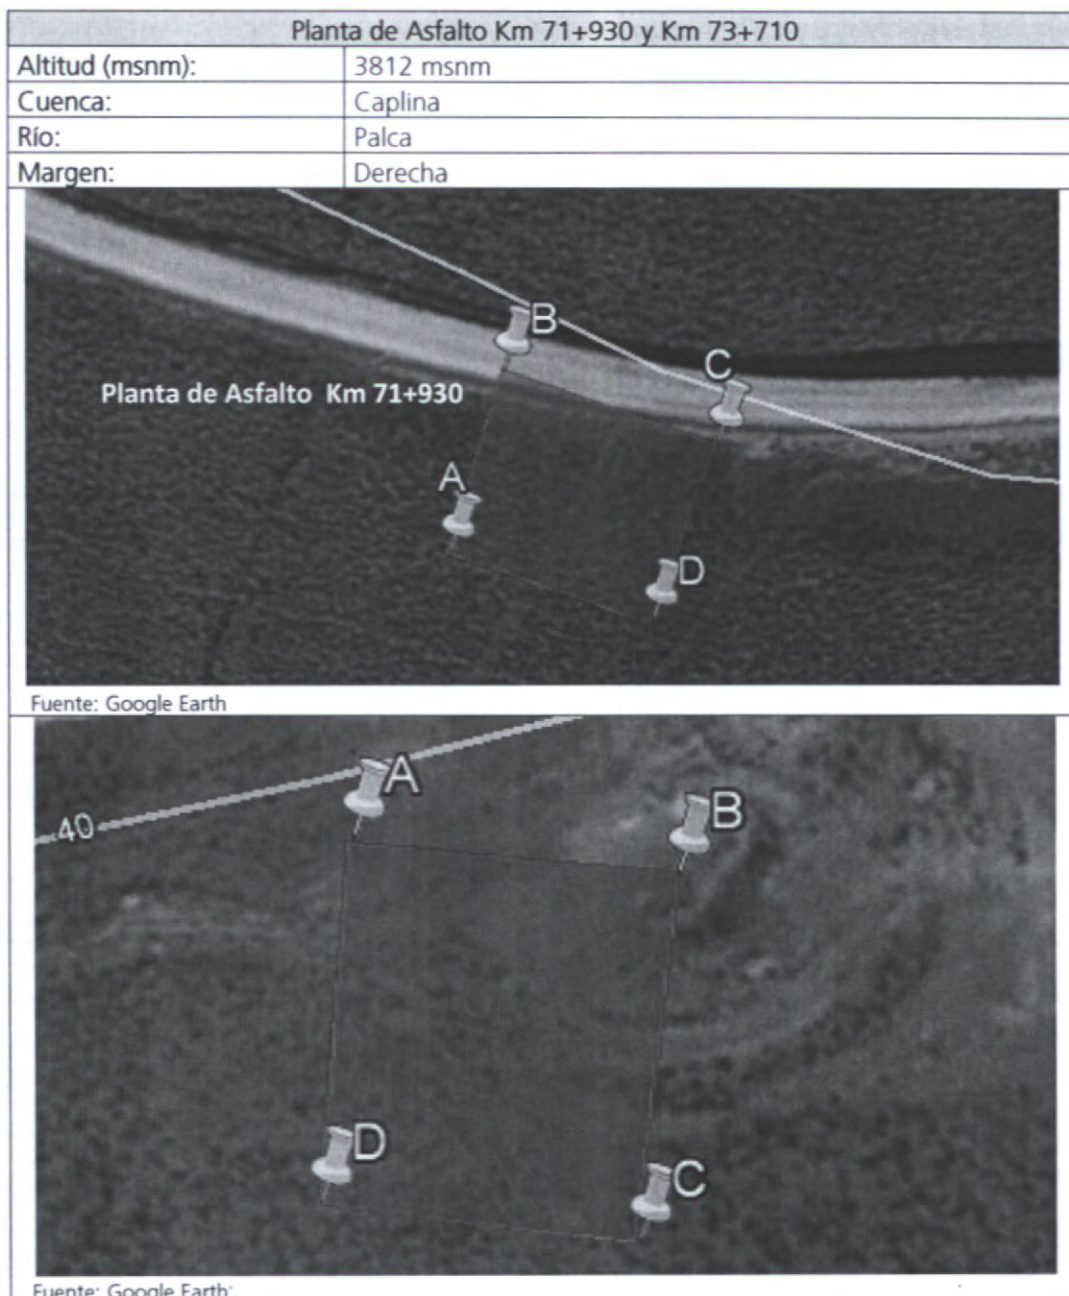 Planta de Asfalto Km 71+930 y Km 73+710
Altitud (msnm): 3812 msnm
Cuenca: Caplina
Río: Palca
Margen: Derecha
B
C
Planta de Asfalto Km 71+930
A
D
Fuente: Google Earth
A
B
40
D
C
Fuente: Google Earth